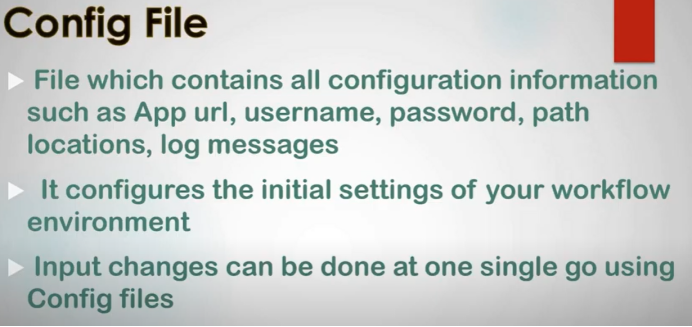 Config File
File which contains all configuration information
such as App url, username, password, path
locations, log messages
It configures the initial settings of your workflow
environment
Input changes can be done at one single go using
Config files